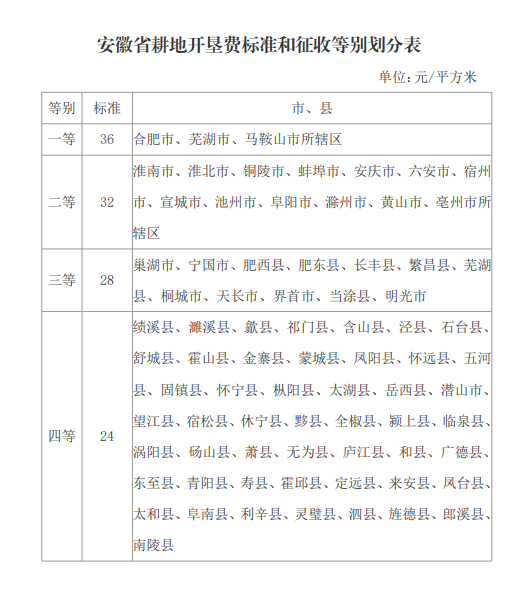 安徽省耕地开垦费标准和征收等别划分表
单位：元/平方米
等别 标准 市、县
一等 36 合肥市、芜湖市、马鞍山市所辖区
二等 32 淮南市、淮北市、铜陵市、蚌埠市、安庆市、六安市、宿州
市、宣城市、池州市、阜阳市、滁州市、黄山市、亳州市所
辖区
三等 28 巢湖市、宁国市、肥西县、肥东县、长丰县、繁昌县、芜湖
县、桐城市、天长市、界首市、当涂县、明光市
四等 24 绩溪县、濉溪县、歙县、祁门县、含山县、泾县、石台县、
舒城县、霍山县、金寨县、蒙城县、凤阳县、怀远县、五河
县、固镇县、怀宁县、枞阳县、太湖县、岳西县、潜山市、
望江县、宿松县、休宁县、黟县、全椒县、颍上县、临泉县、
涡阳县、砀山县、萧县、无为县、庐江县、和县、广德县、
东至县、青阳县、寿县、霍邱县、定远县、来安县、凤台县、
太和县、阜南县、利辛县、灵璧县、泗县、旌德县、郎溪县、
南陵县